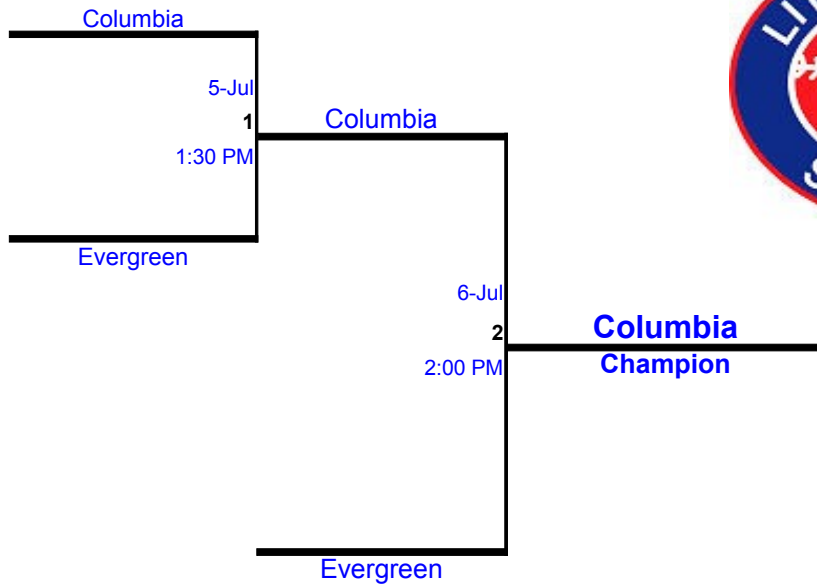 Columbia
5-Jul
1
Columbia
1:30 PM
Evergreen
6-Jul
2
Columbia
2:00 PM
Champion
Evergreen